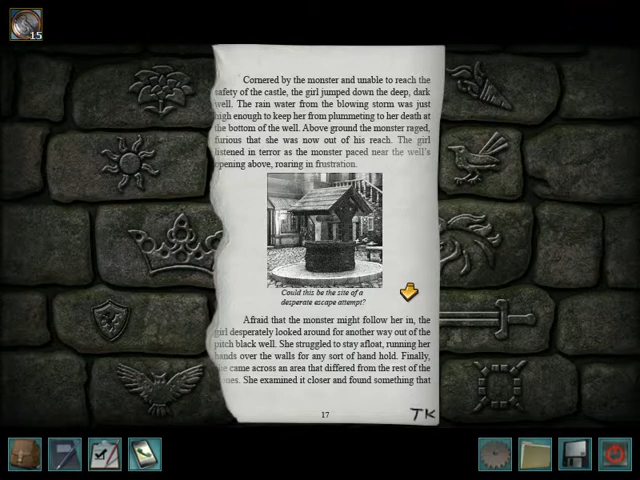 15
Cornered by the monster and unable to reach the
safety of the castle, the girl jumped down the deep, dark
well. The rain water from the blowing storm was just
high enough to keep her from plummeting to her death at
the bottom of the well. Above ground the monster raged,
furious that she was now out of his reach. The girl
listened in terror as the monster paced near the well's
opening above, roaring in frustration.
Could this be the site of a
desperate escape attempt?
Afraid that the monster might follow her in, the
girl desperately looked around for another way out of the
pitch black well. She struggled to stay afloat, running her
hands over the walls for any sort of hand hold. Finally,
came across an area that differed from the rest of the
She examined it closer and found something that
17
TK